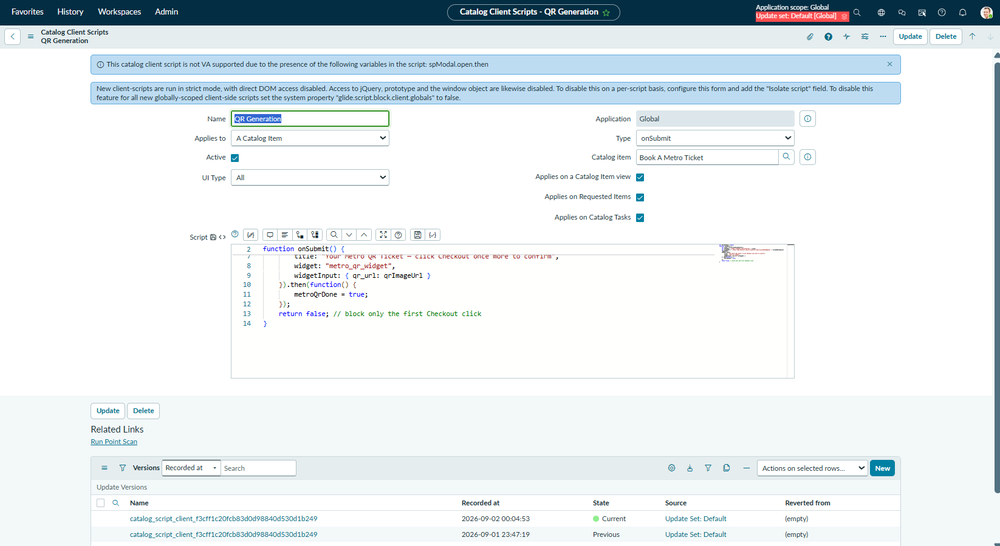 Favorites History Workspaces Admin
Catalog Client Scripts - QR Generation
Application scope: Global
Update set: Default [Global]
Catalog Client Scripts
QR Generation
Update Delete
This catalog client script is not VA supported due to the presence of the following variables in the script: spModal.open.then
New client-scripts are run in strict mode, with direct DOM access disabled. Access to jQuery, prototype and the window object are likewise disabled. To disable this on a per-script basis, configure this form and add the "Isolate script" field. To disable this
feature for all new globally-scoped client-side scripts set the system property "glide.script.block.client.globals" to false.
Name QR Generation
Application Global
Applies to A Catalog Item
Type onSubmit
Active
Catalog item Book A Metro Ticket
UI Type All
Applies on a Catalog Item view
Applies on Requested Items
Applies on Catalog Tasks
Script
2 function onSubmit() {
7 title: "Your Metro QR Ticket — click Checkout once more to confirm",
8 widget: "metro_qr_widget",
9 widgetInput: { qr_url: qrImageUrl }
10 }).then(function() {
11 metroQrDone = true;
12 });
13 return false; // block only the first Checkout click
14 }
Update Delete
Related Links
Run Point Scan
Versions Recorded at Search Actions on selected rows... New
Update Versions
Name Recorded at State Source Reverted from
catalog_script_client_f3cff1c20fcb83d0d98840d530d1b249 2026-09-02 00:04:53 Current Update Set: Default (empty)
catalog_script_client_f3cff1c20fcb83d0d98840d530d1b249 2026-09-01 23:47:19 Previous Update Set: Default (empty)